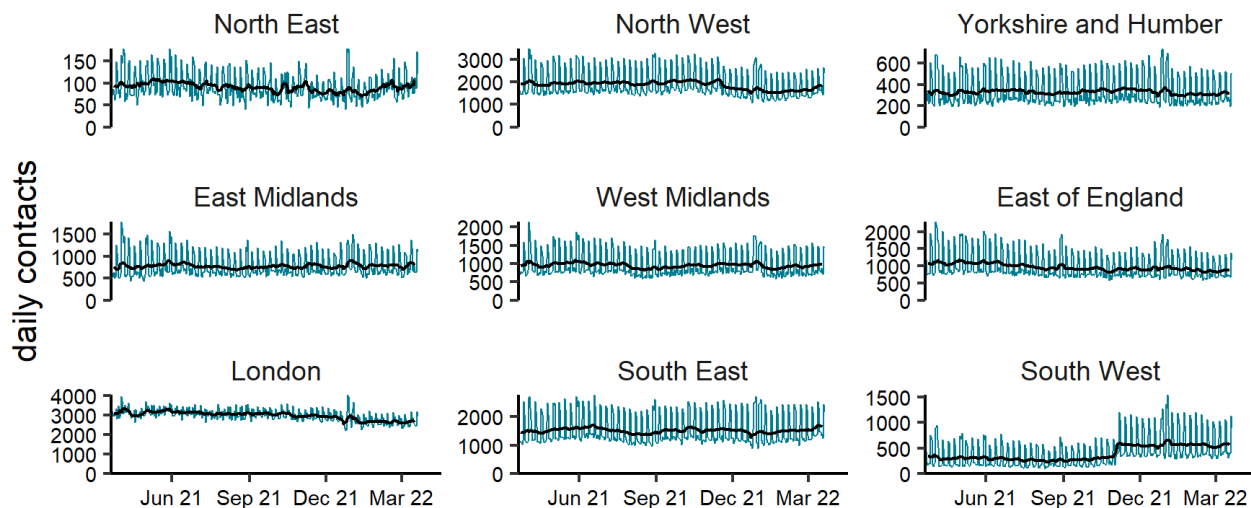 North East
North West
Yorkshire and Humber
150
100
50
0
3000
2000
1000
0
600
400
200
0
daily contacts
East Midlands
West Midlands
East of England
1500
1000
500
0
2000
1500
1000
500
0
2000
1500
1000
500
0
London
South East
South West
4000
3000
2000
1000
0
2000
1000
0
1500
1000
500
0
Jun 21 Sep 21 Dec 21 Mar 22
Jun 21 Sep 21 Dec 21 Mar 22
Jun 21 Sep 21 Dec 21 Mar 22